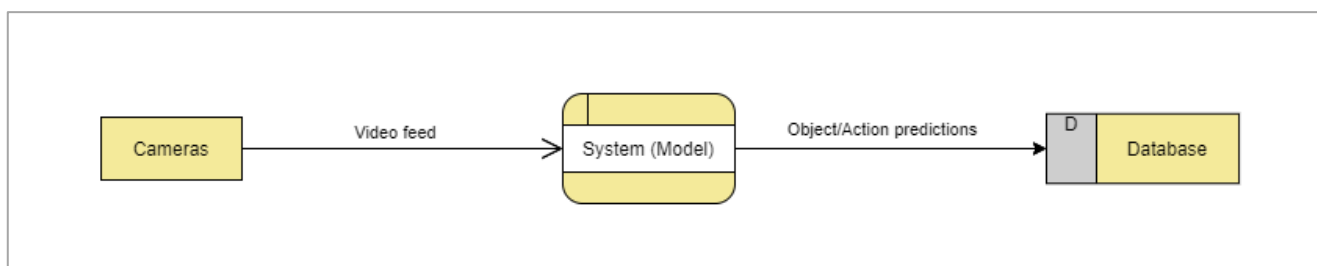 Cameras
Video feed
System (Model)
Object/Action predictions
D
Database